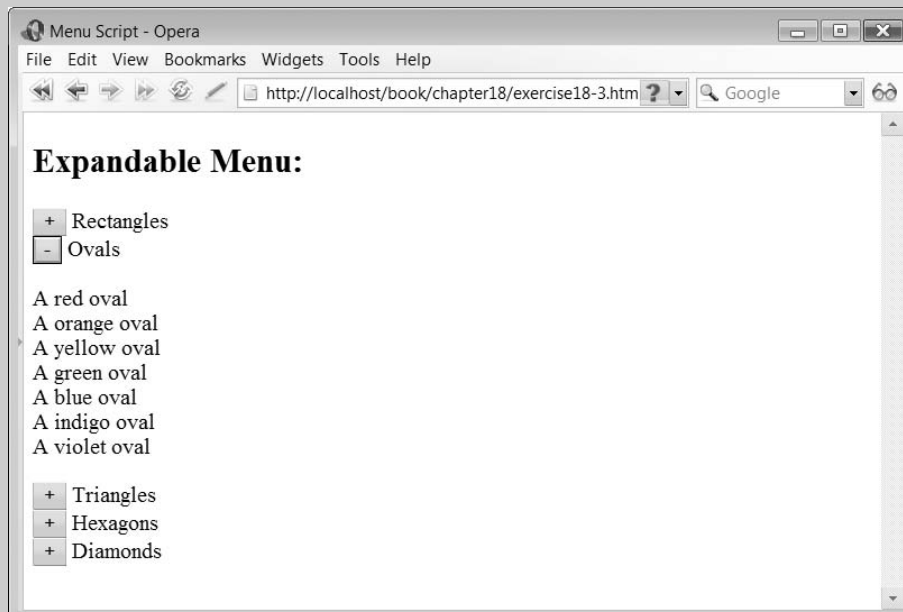 Menu Script - Opera
File Edit View Bookmarks Widgets Tools Help
http://localhost/book/chapter18/exercise18-3.htm ? Google
Expandable Menu:
+ Rectangles
- Ovals
A red oval
A orange oval
A yellow oval
A green oval
A blue oval
A indigo oval
A violet oval
+ Triangles
+ Hexagons
+ Diamonds